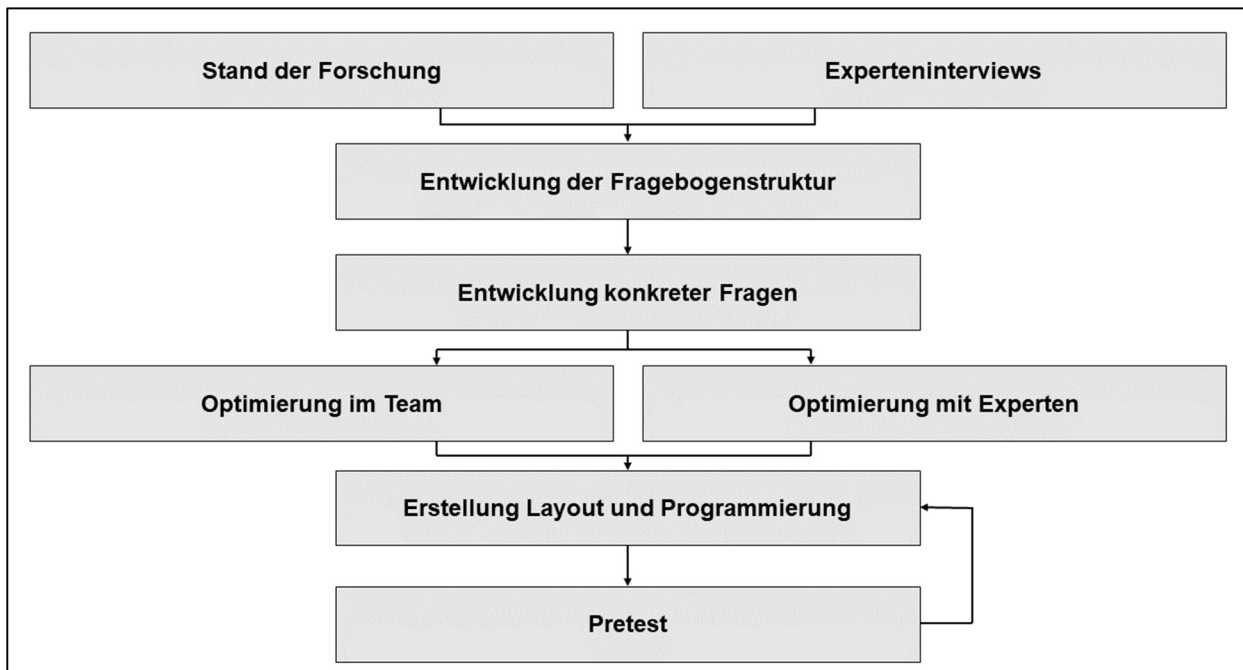 Stand der Forschung
Experteninterviews
Entwicklung der Fragebogenstruktur
Entwicklung konkreter Fragen
Optimierung im Team
Optimierung mit Experten
Erstellung Layout und Programmierung
Pretest